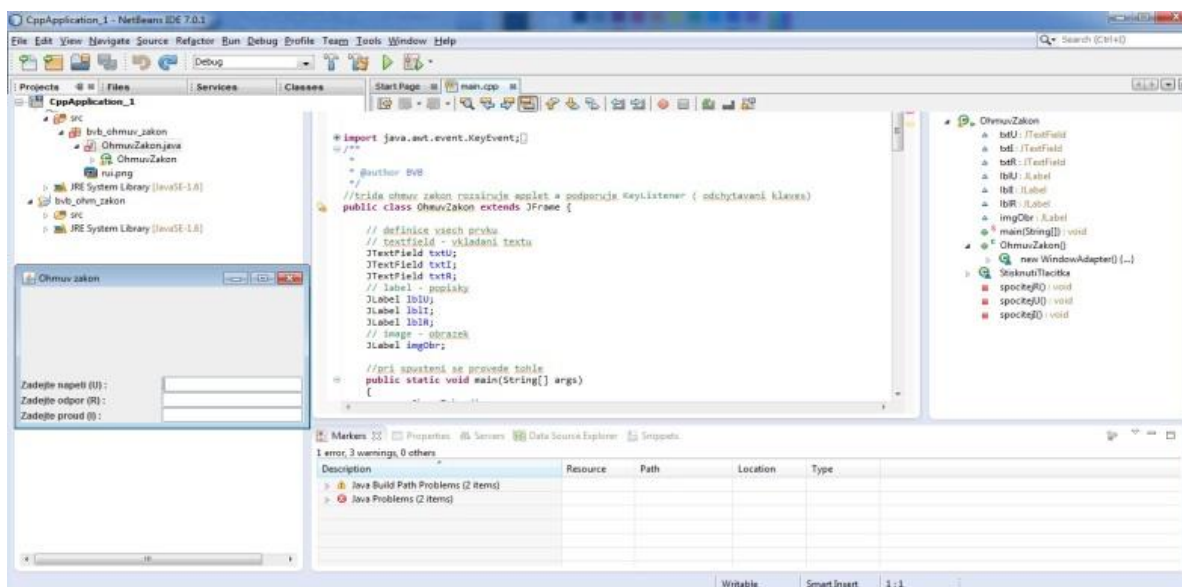 CppApplication_1 - NetBeans IDE 7.0.1
File Edit View Navigate Source Refactor Run Debug Profile Team Tools Window Help
Search (Ctrl+I)
Debug
Projects Files Services Classes
Start Page main.cpp
CppApplication_1
src
bvb_ohmuv_zakon
OhmuvZakon.java
OhmuvZakon
rui.png
JRE System Library [JavaSE-1.6]
bvb_ohm_zakon
src
JRE System Library [JavaSE-1.6]
Ohmuv zakon
Zadejte napeti (U) :
Zadejte odpor (R) :
Zadejte proud (I) :
import java.awt.event.KeyEvent;
/**
*
* @author BVB
*/
//trida ohmuv zakon rozsiruje applet a podporuje KeyListener ( odchytavani klaves)
public class OhmuvZakon extends JFrame {
// definice vsech prvku
// textfield - vkladani textu
JTextField txtU;
JTextField txtI;
JTextField txtR;
// label - popisky
JLabel lblU;
JLabel lblI;
JLabel lblR;
// image - obrazek
JLabel imgObr;
//pri spusteni se provede tohle
public static void main(String[] args)
{
OhmuvZakon
txtU : JTextField
txtI : JTextField
txtR : JTextField
lblU : JLabel
lblI : JLabel
lblR : JLabel
imgObr : JLabel
main(String[]) : void
OhmuvZakon()
new WindowAdapter() {...}
StisknutiTlacitka
spocitejR() : void
spocitejU() : void
spocitejI() : void
Markers Properties Servers Data Source Explorer Snippets
1 error, 3 warnings, 0 others
Description Resource Path Location Type
Java Build Path Problems (2 items)
Java Problems (2 items)
Writable Smart Insert 1 : 1